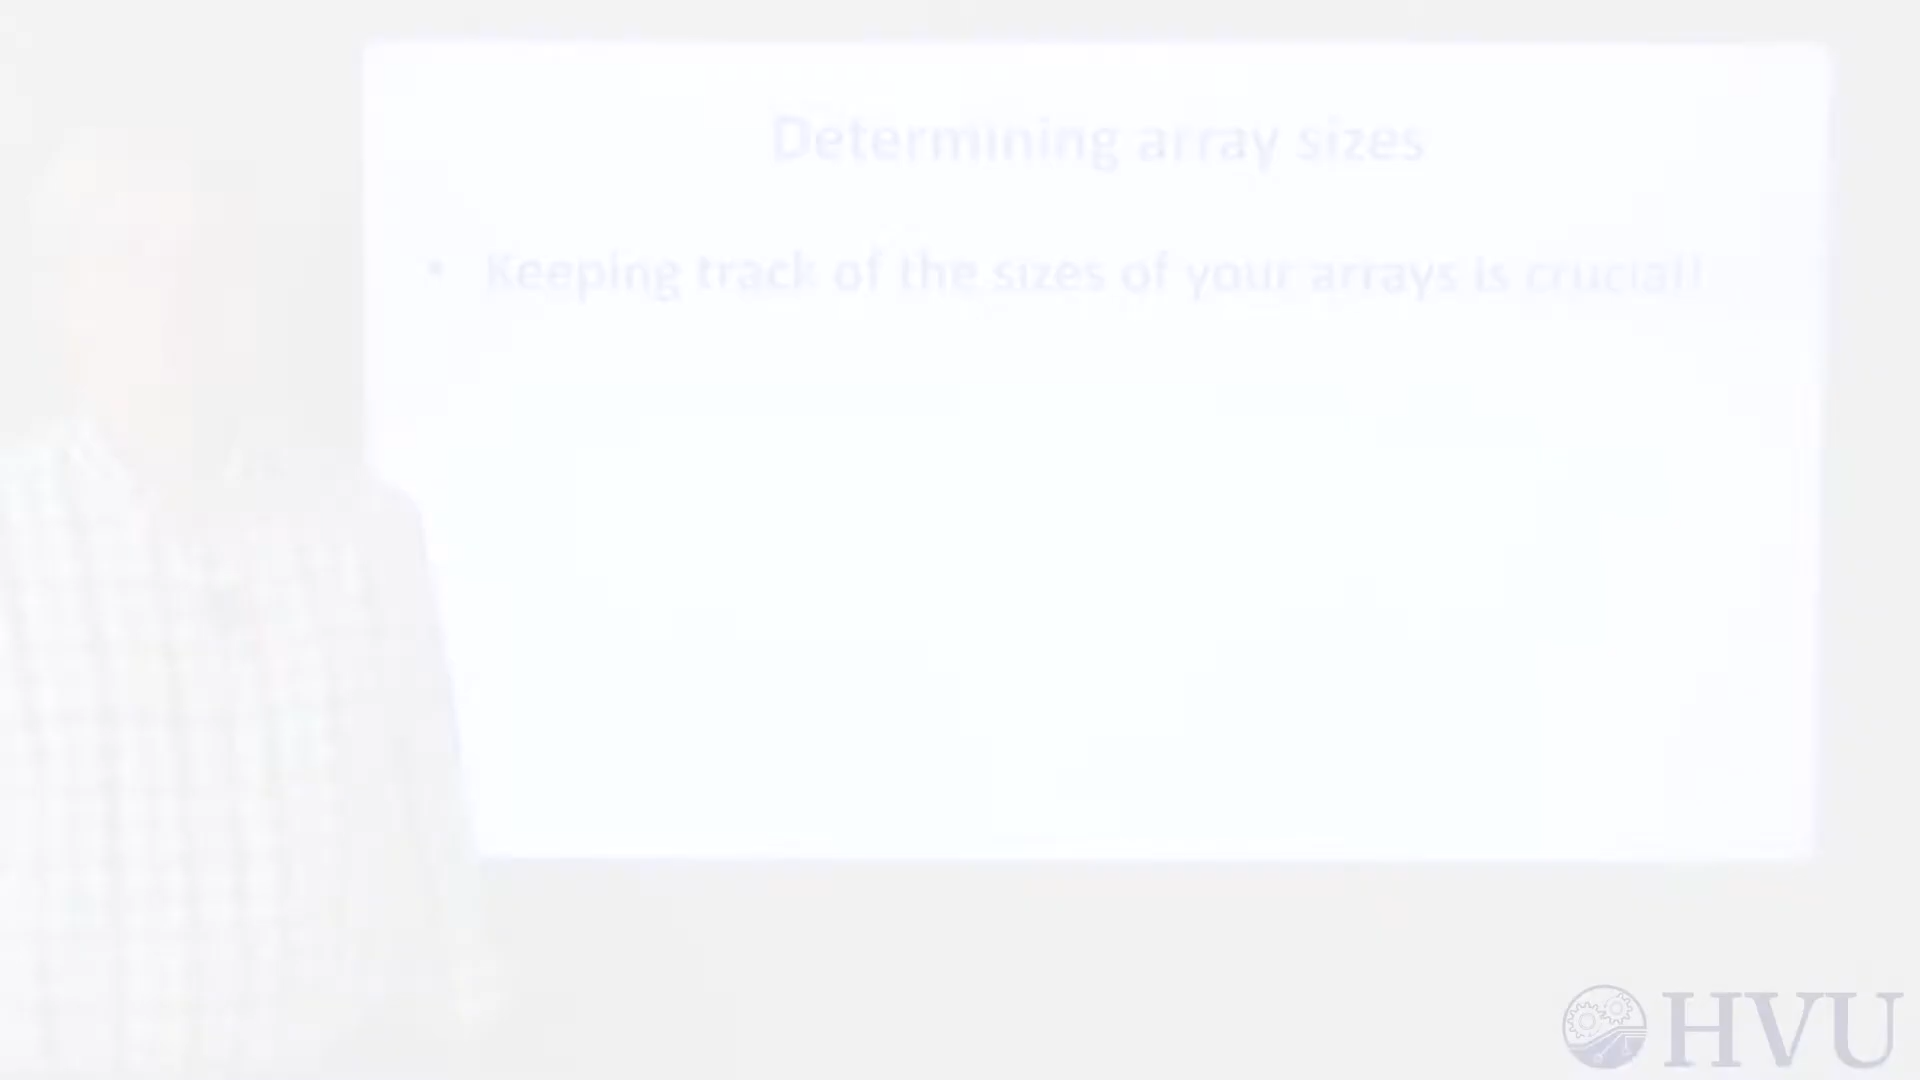 Determining array sizes
• Keeping track of the sizes of your arrays is crucial!
HVU